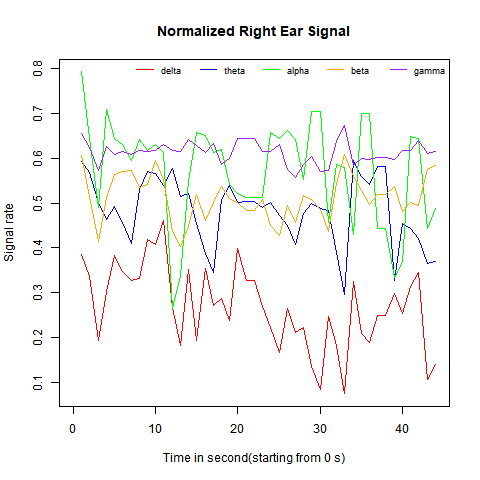 Normalized Right Ear Signal
delta theta alpha beta gamma
Signal rate
0.8
0.7
0.6
0.5
0.4
0.3
0.2
0.1
0 10 20 30 40
Time in second(starting from 0 s)